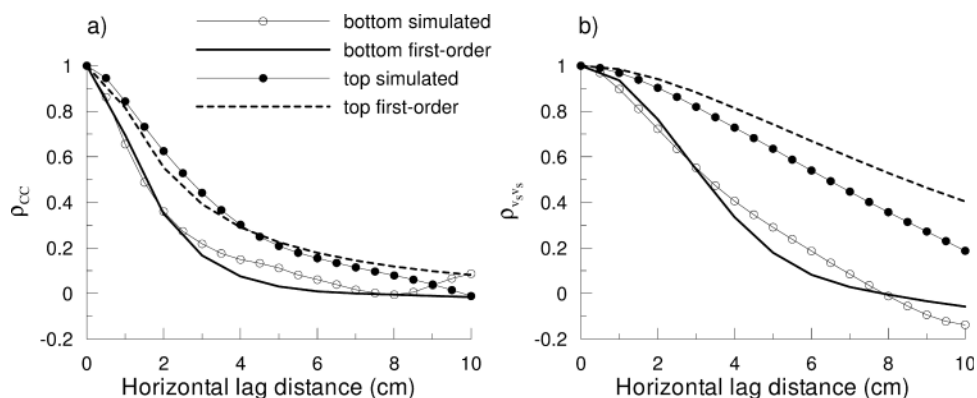 a)
bottom simulated
bottom first-order
top simulated
top first-order
b)
1
0.8
0.6
0.4
0.2
0
-0.2
ρCC
0 2 4 6 8 10
Horizontal lag distance (cm)
1
0.8
0.6
0.4
0.2
0
-0.2
ρvsvs
0 2 4 6 8 10
Horizontal lag distance (cm)